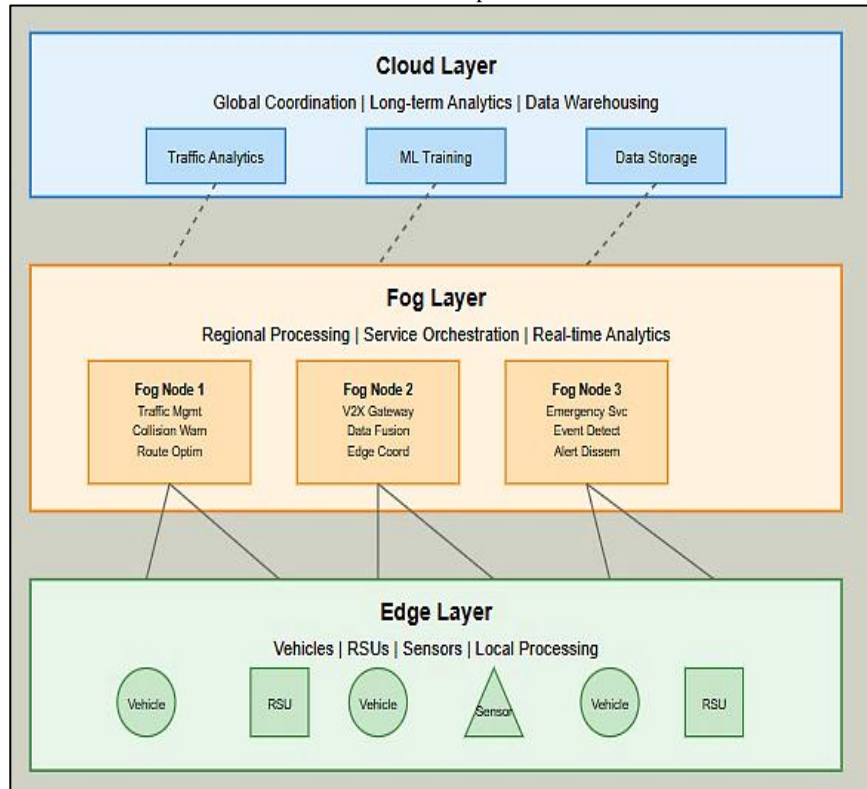 Cloud Layer
Global Coordination | Long-term Analytics | Data Warehousing
Traffic Analytics
ML Training
Data Storage
Fog Layer
Regional Processing | Service Orchestration | Real-time Analytics
Fog Node 1
Traffic Mgmt
Collision Warn
Route Optim
Fog Node 2
V2X Gateway
Data Fusion
Edge Coord
Fog Node 3
Emergency Svc
Event Detect
Alert Dissem
Edge Layer
Vehicles | RSUs | Sensors | Local Processing
Vehicle
RSU
Vehicle
Sensor
Vehicle
RSU